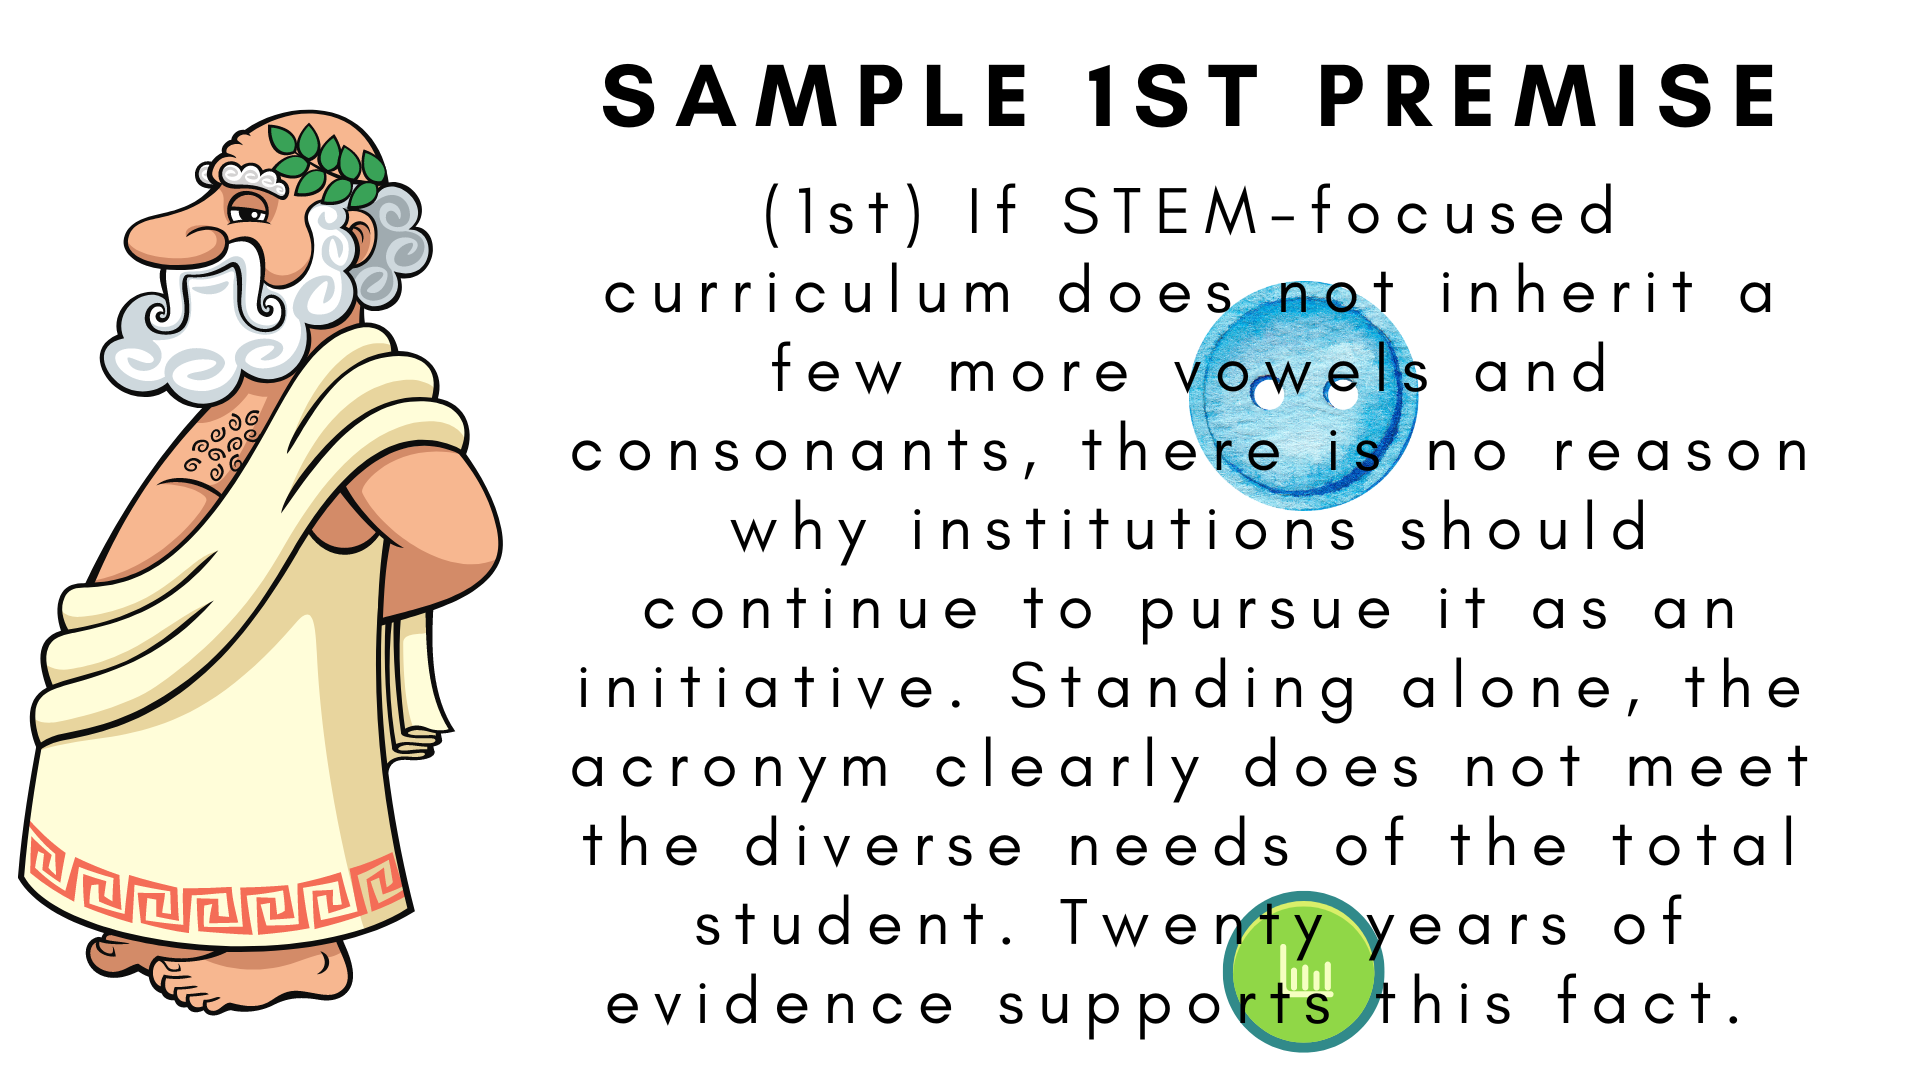 SAMPLE 1ST PREMISE
(1st) If STEM-focused
curriculum does not inherit a
few more vowels and
consonants, there is no reason
why institutions should
continue to pursue it as an
initiative. Standing alone, the
acronym clearly does not meet
the diverse needs of the total
student. Twenty years of
evidence supports this fact.